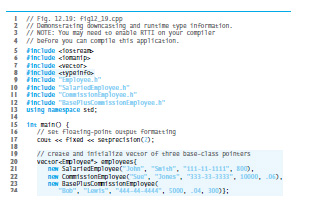 1 // Fig. 12.19: fig12_19.cpp
2 // Demonstrating downcasting and runtime type information.
3 // NOTE: You may need to enable RTTI on your compiler
4 // before you can compile this application.
5 #include <iostream>
6 #include <iomanip>
7 #include <vector>
8 #include <typeinfo>
9 #include "Employee.h"
10 #include "SalariedEmployee.h"
11 #include "CommissionEmployee.h"
12 #include "BasePlusCommissionEmployee.h"
13 using namespace std;
14
15 int main() {
16 // set floating-point output formatting
17 cout << fixed << setprecision(2);
18
19 // create and initialize vector of three base-class pointers
20 vector<Employee*> employees{
21 new SalariedEmployee("John", "Smith", "111-11-1111", 800),
22 new CommissionEmployee("Sue", "Jones", "333-33-3333", 10000, .06),
23 new BasePlusCommissionEmployee(
24 "Bob", "Lewis", "444-44-4444", 5000, .04, 300)};